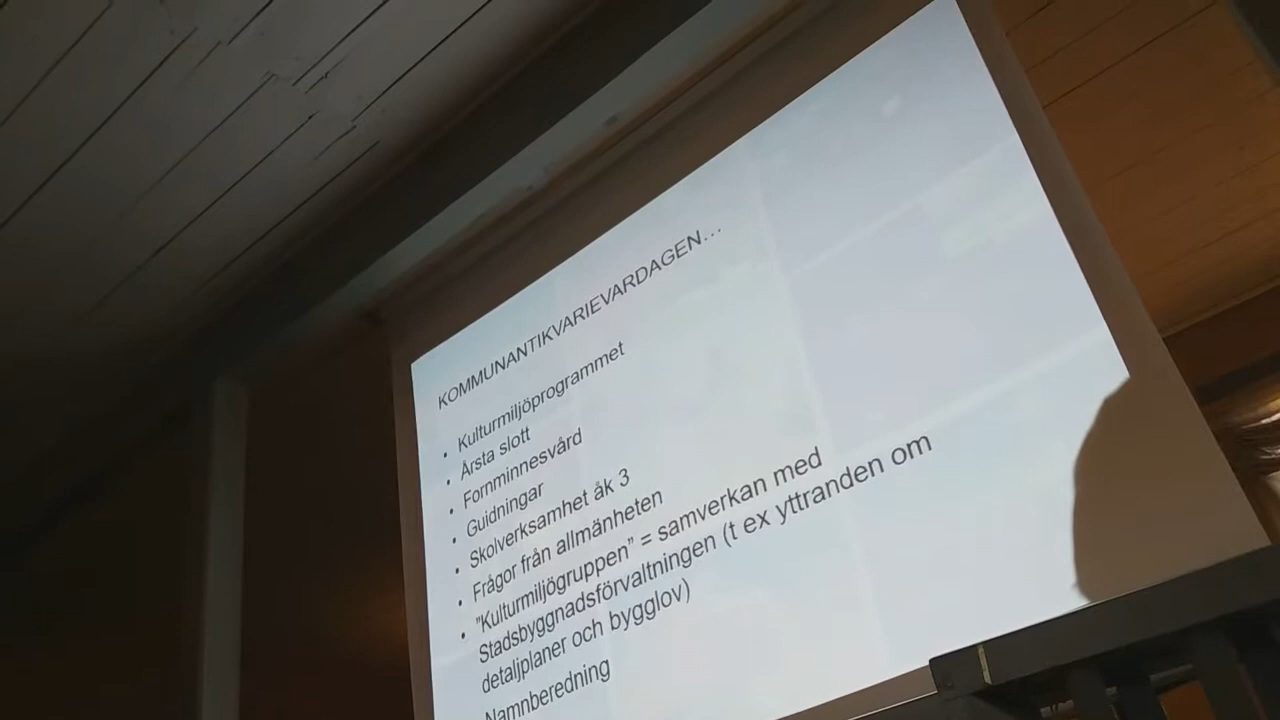 KOMMUNANTIKVARIEVARDAGEN...
• Kulturmiljöprogrammet
• Årsta slott
• Fornminnesvård
• Guidningar
• Skolverksamhet åk 3
• Frågor från allmänheten
• "Kulturmiljögruppen" = samverkan med
Stadsbyggnadsförvaltningen (t ex yttranden om
detaljplaner och bygglov)
Namnberedning